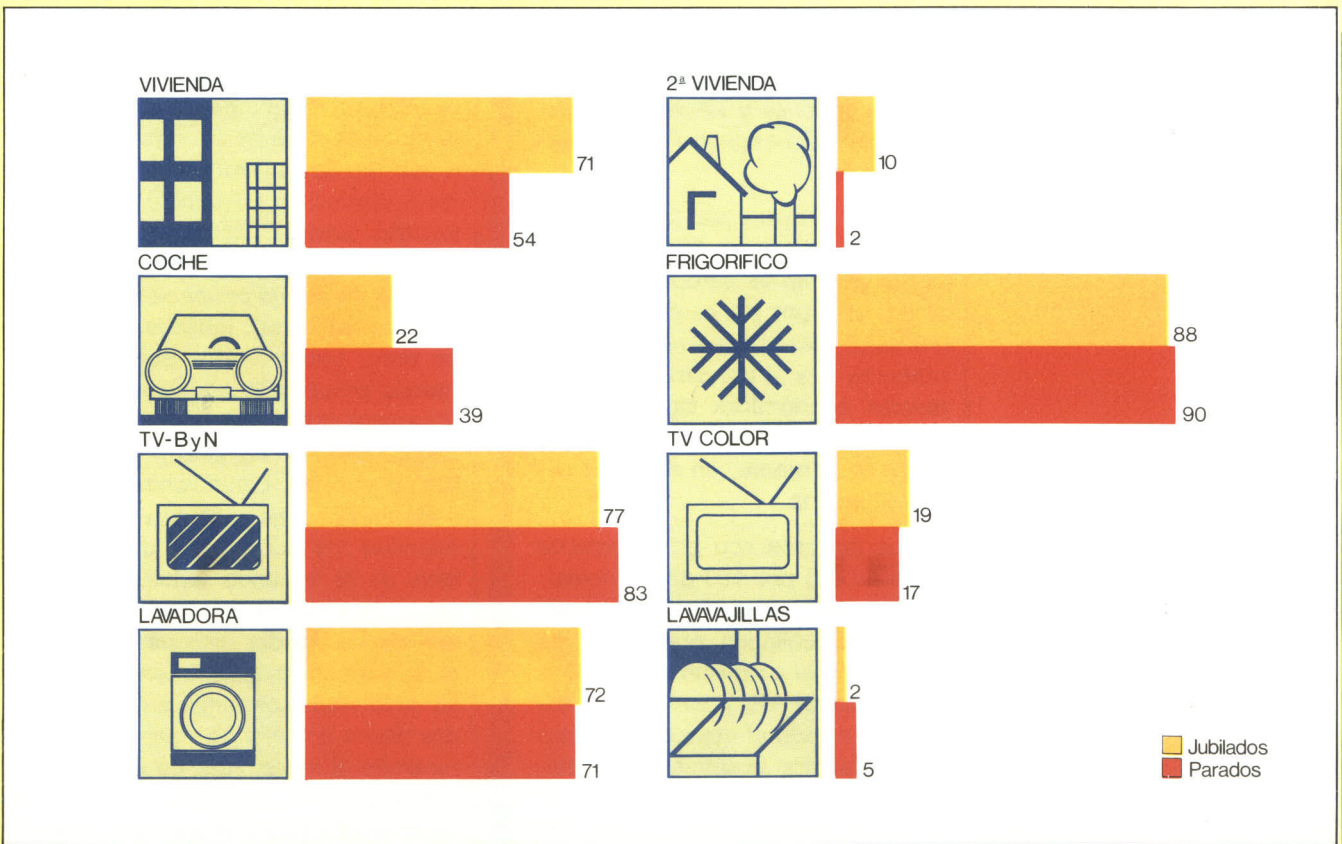 VIVIENDA
71
54
2ª VIVIENDA
10
2
COCHE
22
39
FRIGORIFICO
88
90
TV-ByN
77
83
TV COLOR
19
17
LAVADORA
72
71
LAVAVAJILLAS
2
5
Jubilados
Parados